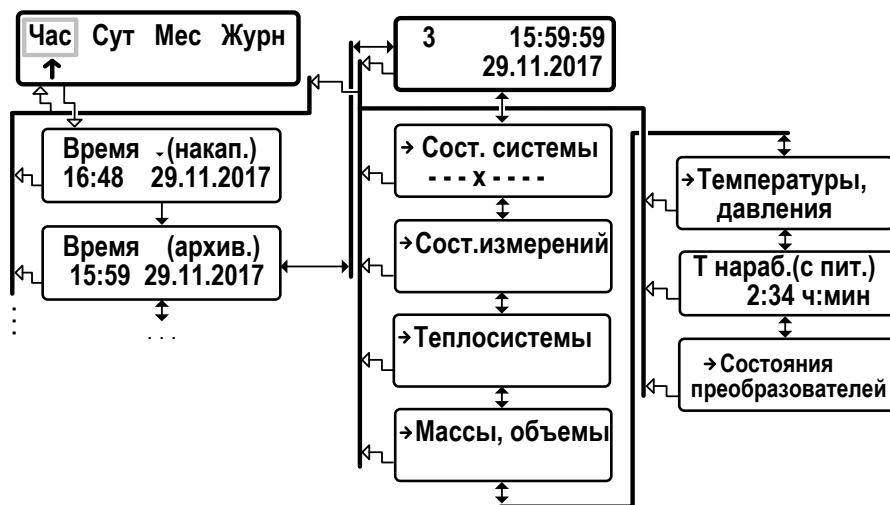 Час Сут Мес Журн
Время (накап.)
16:48 29.11.2017
Время (архив.)
15:59 29.11.2017
. . .
. . .
3 15:59:59
29.11.2017
Сост. системы
- - - x - - - -
Сост.измерений
Теплосистемы
Массы, объемы
Температуры,
давления
Т нараб.(с пит.)
2:34 ч:мин
Состояния
преобразователей